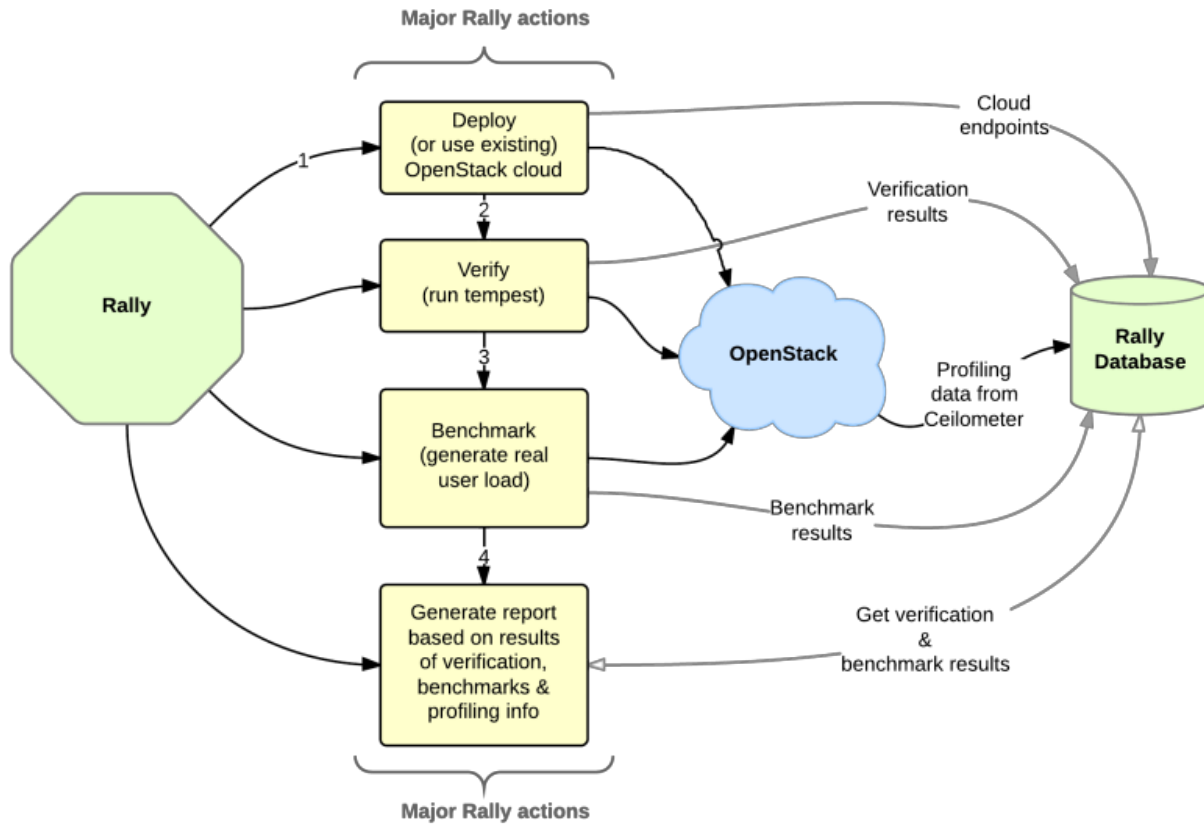 Major Rally actions
Deploy
(or use existing)
OpenStack cloud
Cloud
endpoints
1
Verification
results
2
Verify
(run tempest)
Rally
OpenStack
Rally
Database
3
Profiling
data from
Ceilometer
Benchmark
(generate real
user load)
Benchmark
results
4
Generate report
based on results
of verification,
benchmarks &
profiling info
Get verification
&
benchmark results
Major Rally actions